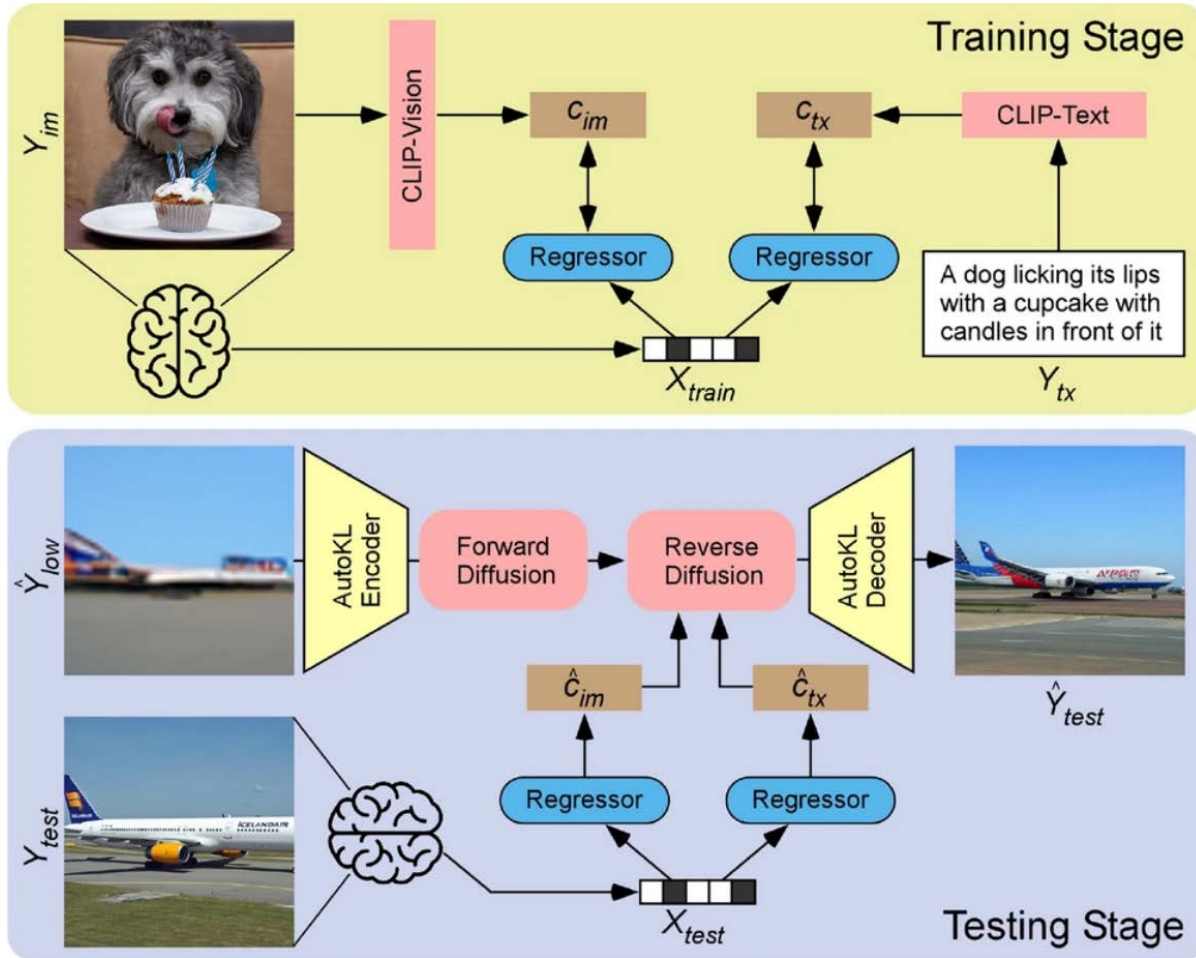 Training Stage
Y_im
CLIP-Vision
c_im
c_tx
CLIP-Text
Regressor
Regressor
A dog licking its lips
with a cupcake with
candles in front of it
X_train
Y_tx
Ŷ_low
AutoKL
Encoder
Forward
Diffusion
Reverse
Diffusion
AutoKL
Decoder
ĉ_im
ĉ_tx
Ŷ_test
Y_test
ICELANDAIR
Regressor
Regressor
X_test
Testing Stage